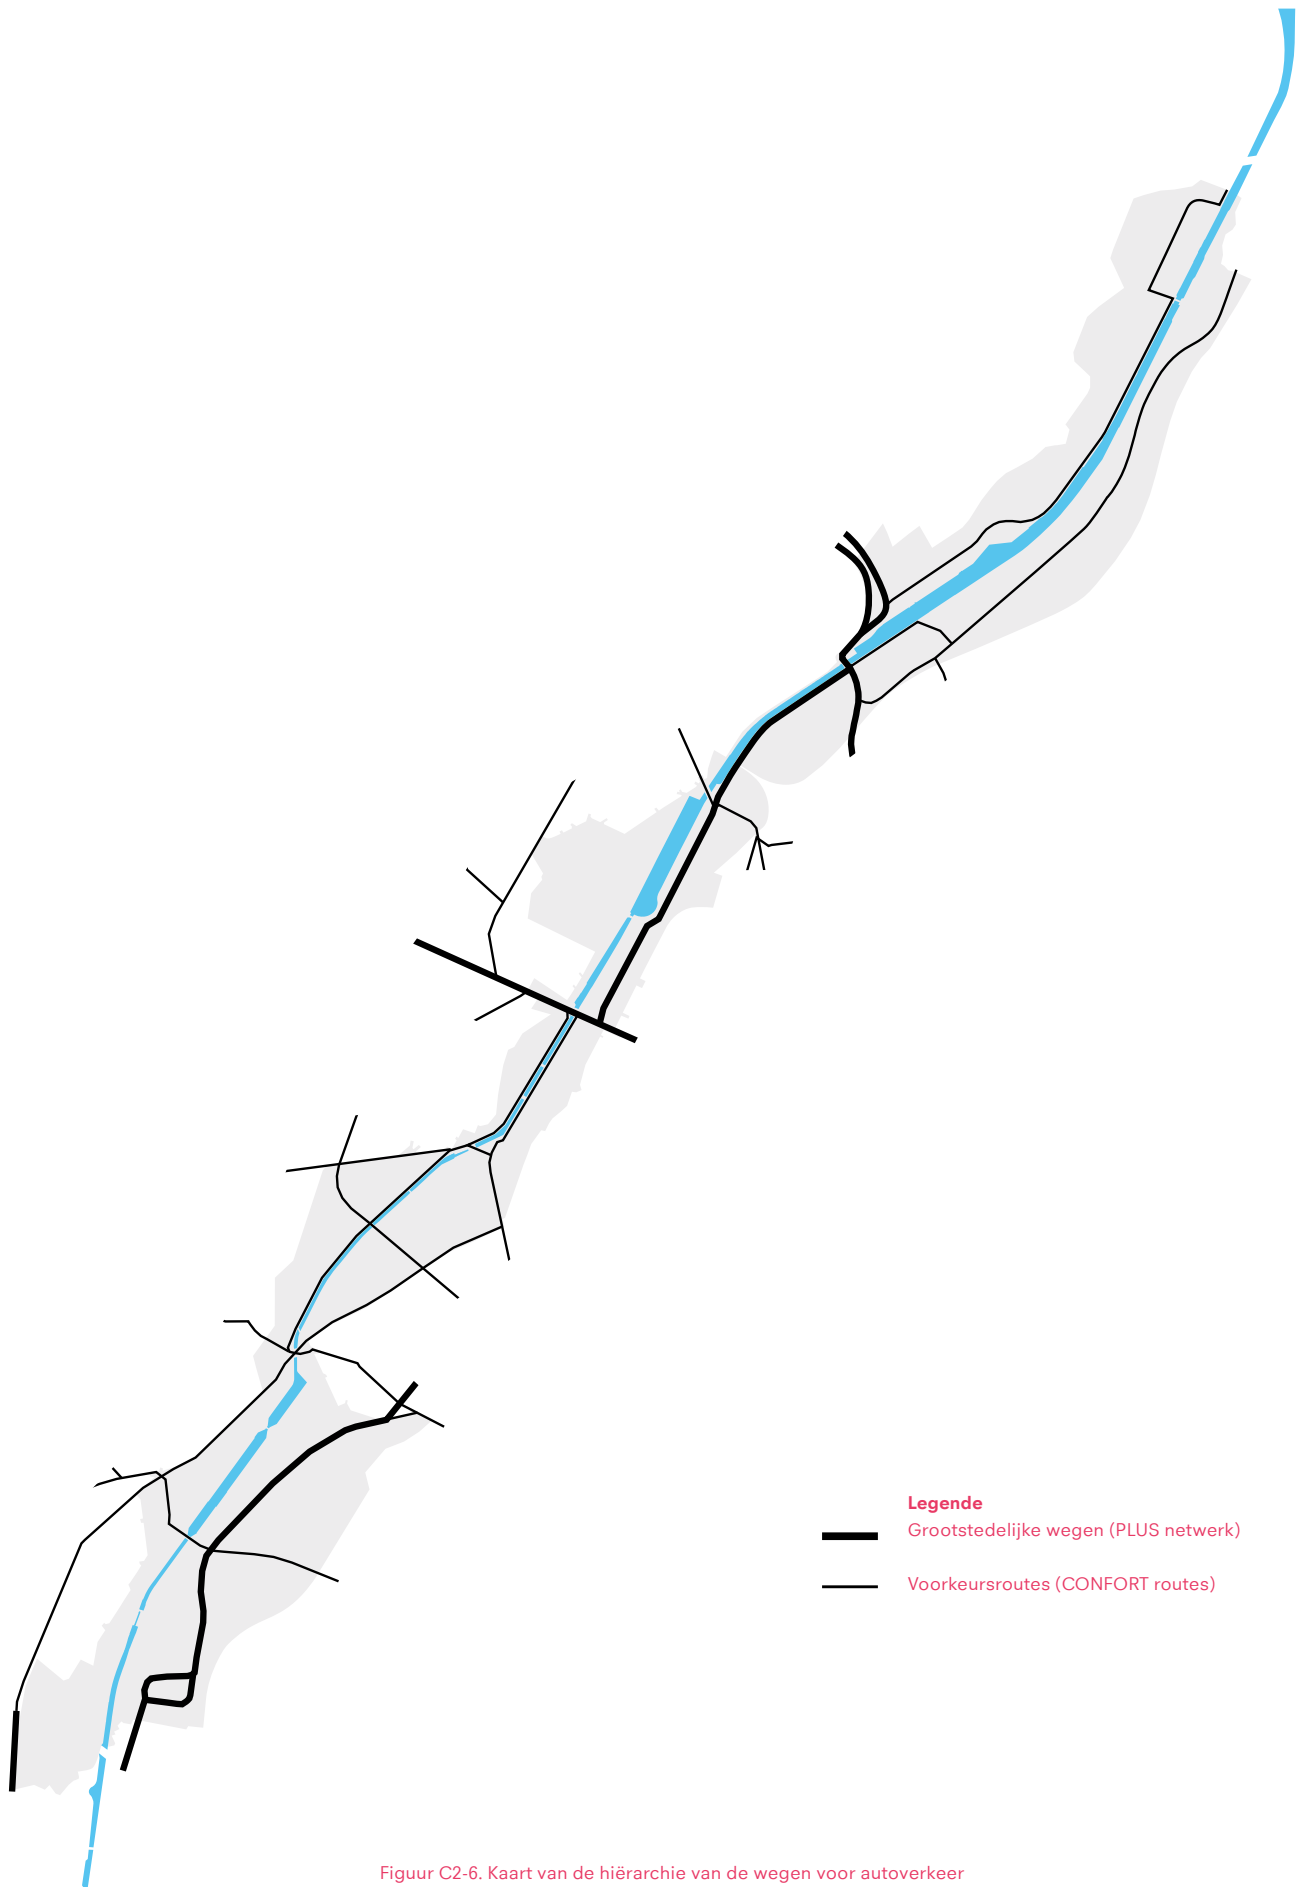 Legende
Grootstedelijke wegen (PLUS netwerk)
Voorkeursroutes (CONFORT routes)
Figuur C2-6. Kaart van de hiërarchie van de wegen voor autoverkeer